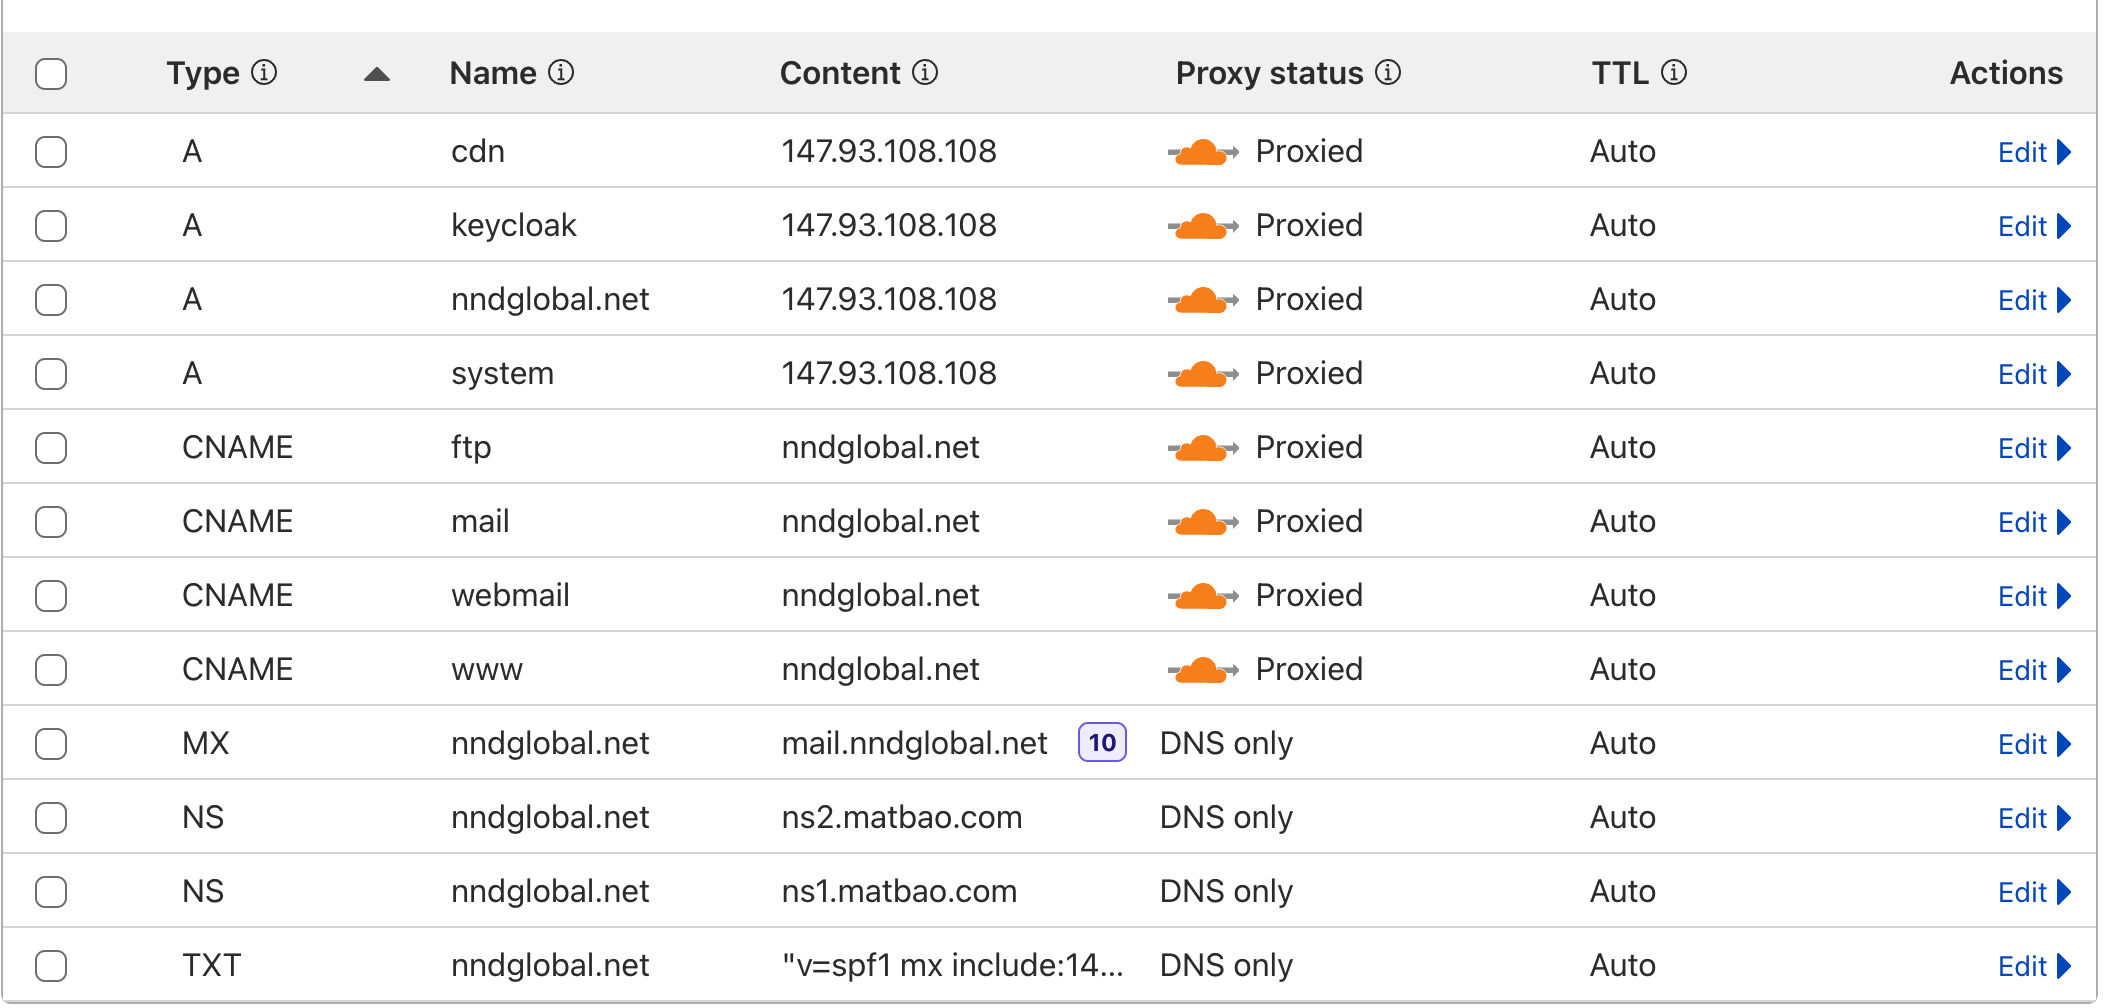 Type Name Content Proxy status TTL Actions
A cdn 147.93.108.108 Proxied Auto Edit
A keycloak 147.93.108.108 Proxied Auto Edit
A nndglobal.net 147.93.108.108 Proxied Auto Edit
A system 147.93.108.108 Proxied Auto Edit
CNAME ftp nndglobal.net Proxied Auto Edit
CNAME mail nndglobal.net Proxied Auto Edit
CNAME webmail nndglobal.net Proxied Auto Edit
CNAME www nndglobal.net Proxied Auto Edit
MX nndglobal.net mail.nndglobal.net 10 DNS only Auto Edit
NS nndglobal.net ns2.matbao.com DNS only Auto Edit
NS nndglobal.net ns1.matbao.com DNS only Auto Edit
TXT nndglobal.net "v=spf1 mx include:14... DNS only Auto Edit